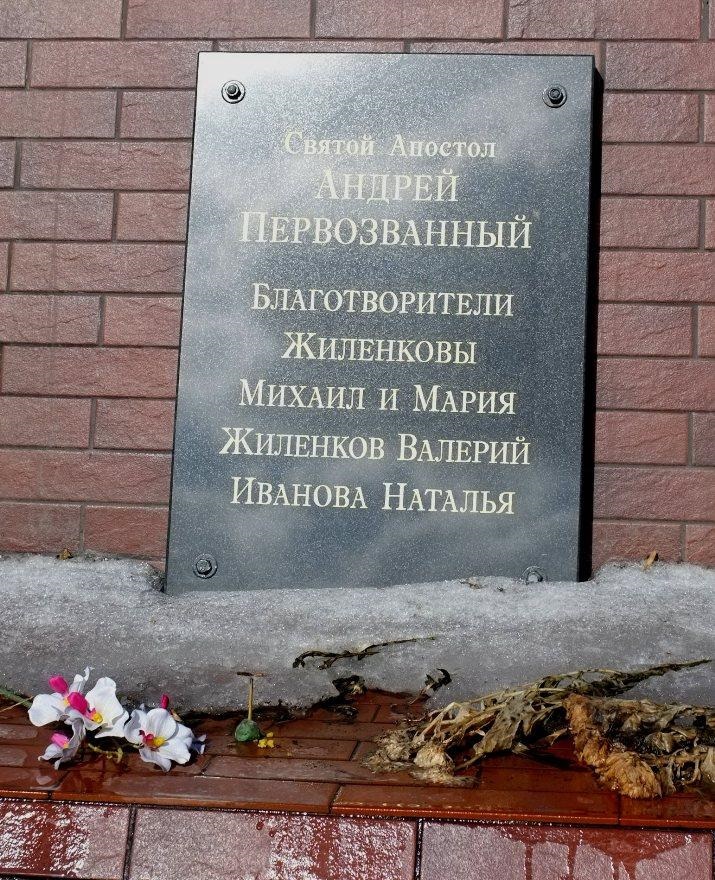 Святой Апостол
Андрей
Первозванный
Благотворители
Жиленковы
Михаил и Мария
Жиленков Валерий
Иванова Наталья